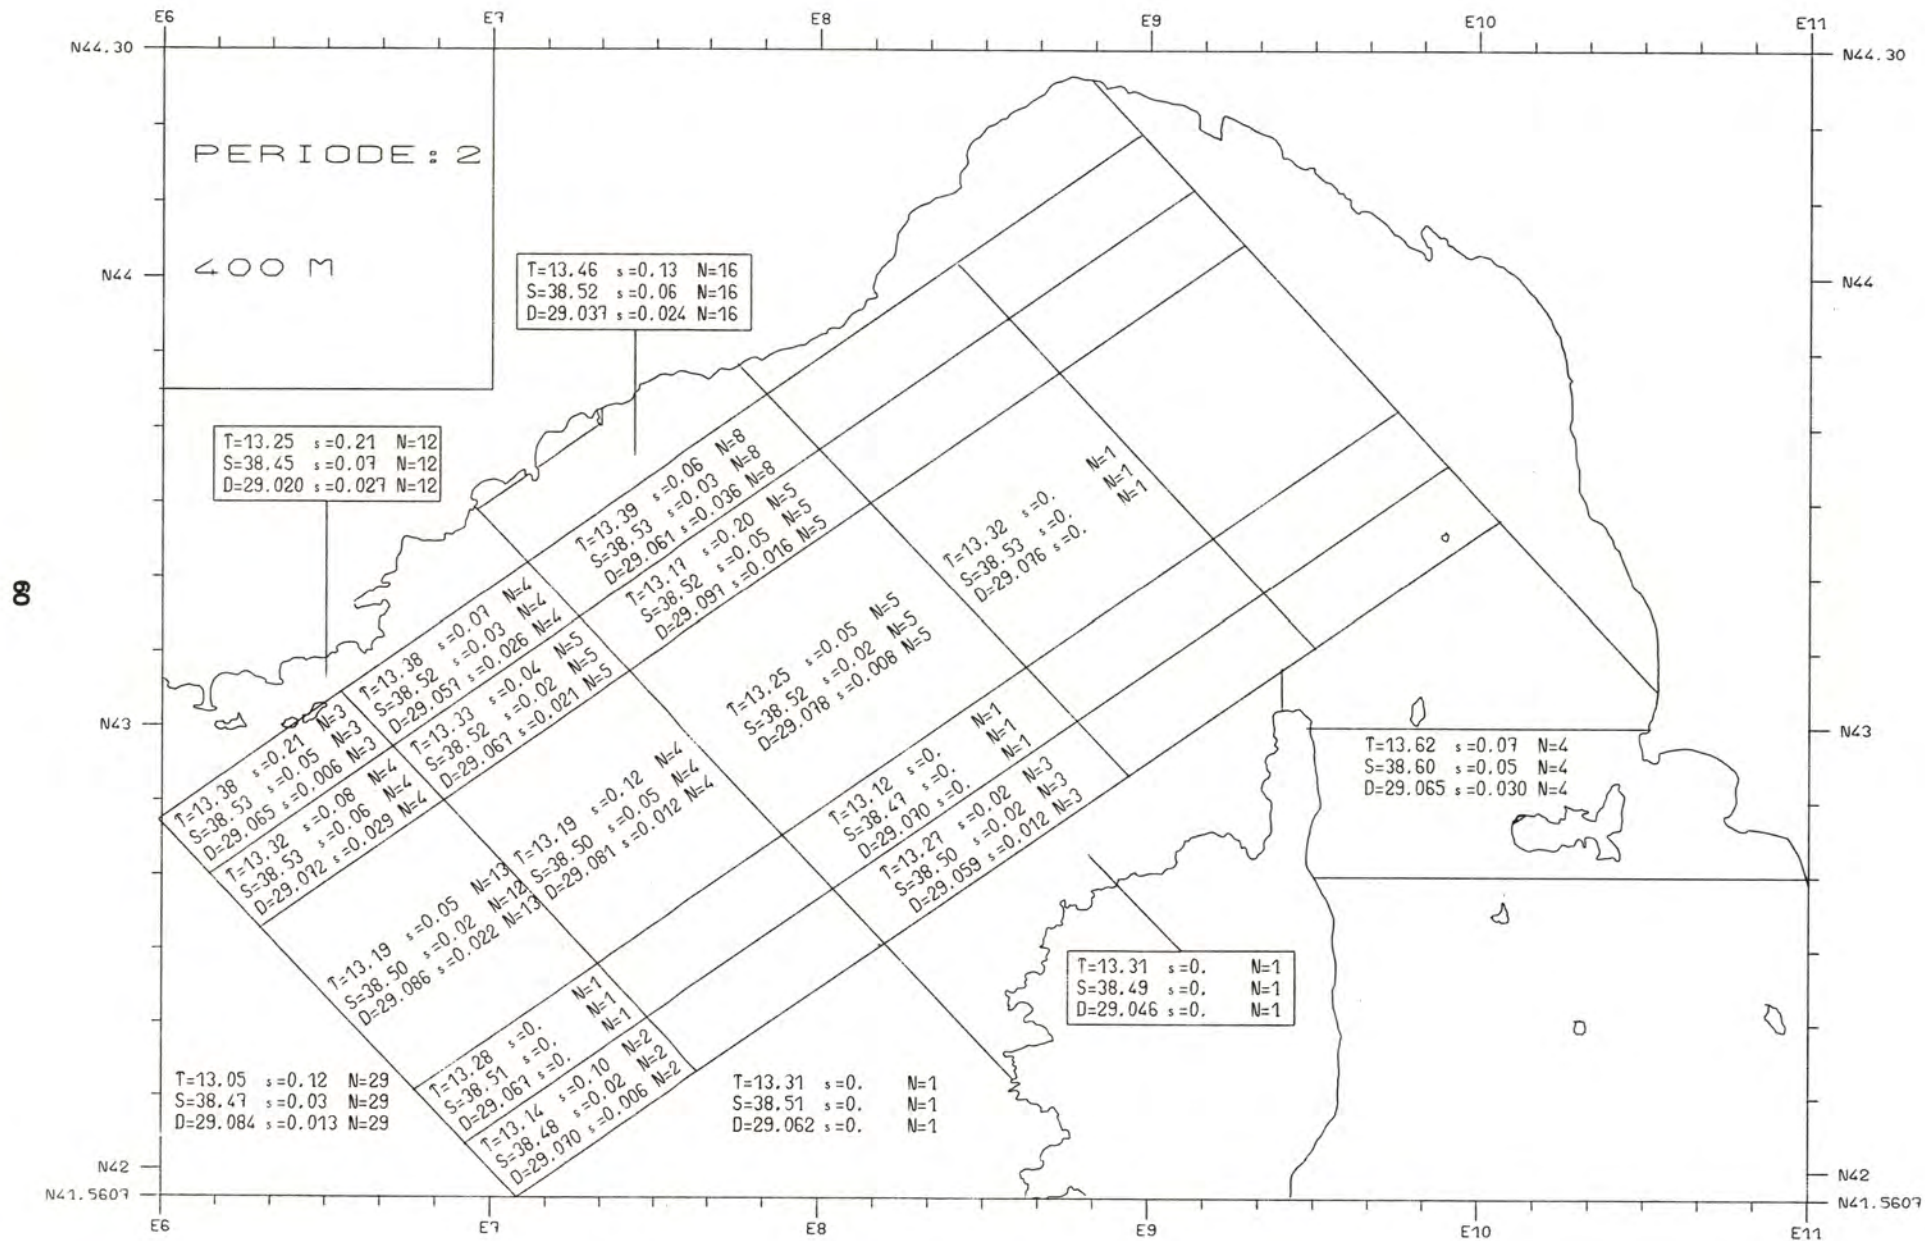 E6 E7 E8 E9 E10 E11
N44.30 N44.30
PERIODE: 2
400 M
N44 N44
T=13.46 s=0.13 N=16
S=38.52 s=0.06 N=16
D=29.037 s=0.024 N=16
T=13.25 s=0.21 N=12
S=38.45 s=0.07 N=12
D=29.020 s=0.027 N=12
T=13.39 s=0.06 N=8
S=38.53 s=0.03 N=8
D=29.061 s=0.036 N=8
T=13.17 s=0.20 N=5
S=38.52 s=0.05 N=5
D=29.097 s=0.016 N=5
T=13.32 s=0. N=1
S=38.53 s=0. N=1
D=29.076 s=0. N=1
T=13.38 s=0.07 N=4
S=38.52 s=0.03 N=4
D=29.057 s=0.026 N=4
T=13.33 s=0.04 N=5
S=38.52 s=0.02 N=5
D=29.067 s=0.021 N=5
T=13.25 s=0.05 N=5
S=38.52 s=0.02 N=5
D=29.078 s=0.008 N=5
60
N43 N43
T=13.38 s=0.21 N=3
S=38.53 s=0.05 N=3
D=29.065 s=0.006 N=3
T=13.32 s=0.08 N=4
S=38.53 s=0.06 N=4
D=29.072 s=0.029 N=4
T=13.19 s=0.12 N=4
S=38.50 s=0.05 N=4
D=29.081 s=0.012 N=4
T=13.12 s=0. N=1
S=38.47 s=0. N=1
D=29.070 s=0. N=1
T=13.27 s=0.02 N=3
S=38.50 s=0.02 N=3
D=29.059 s=0.012 N=3
T=13.62 s=0.07 N=4
S=38.60 s=0.05 N=4
D=29.065 s=0.030 N=4
T=13.19 s=0.05 N=13
S=38.50 s=0.02 N=12
D=29.086 s=0.022 N=13
T=13.31 s=0. N=1
S=38.49 s=0. N=1
D=29.046 s=0. N=1
T=13.28 s=0. N=1
S=38.51 s=0. N=1
D=29.067 s=0. N=1
T=13.14 s=0.10 N=2
S=38.48 s=0.02 N=2
D=29.070 s=0.006 N=2
T=13.05 s=0.12 N=29
S=38.47 s=0.03 N=29
D=29.084 s=0.013 N=29
T=13.31 s=0. N=1
S=38.51 s=0. N=1
D=29.062 s=0. N=1
N42 N42
N41.5607 N41.5607
E6 E7 E8 E9 E10 E11